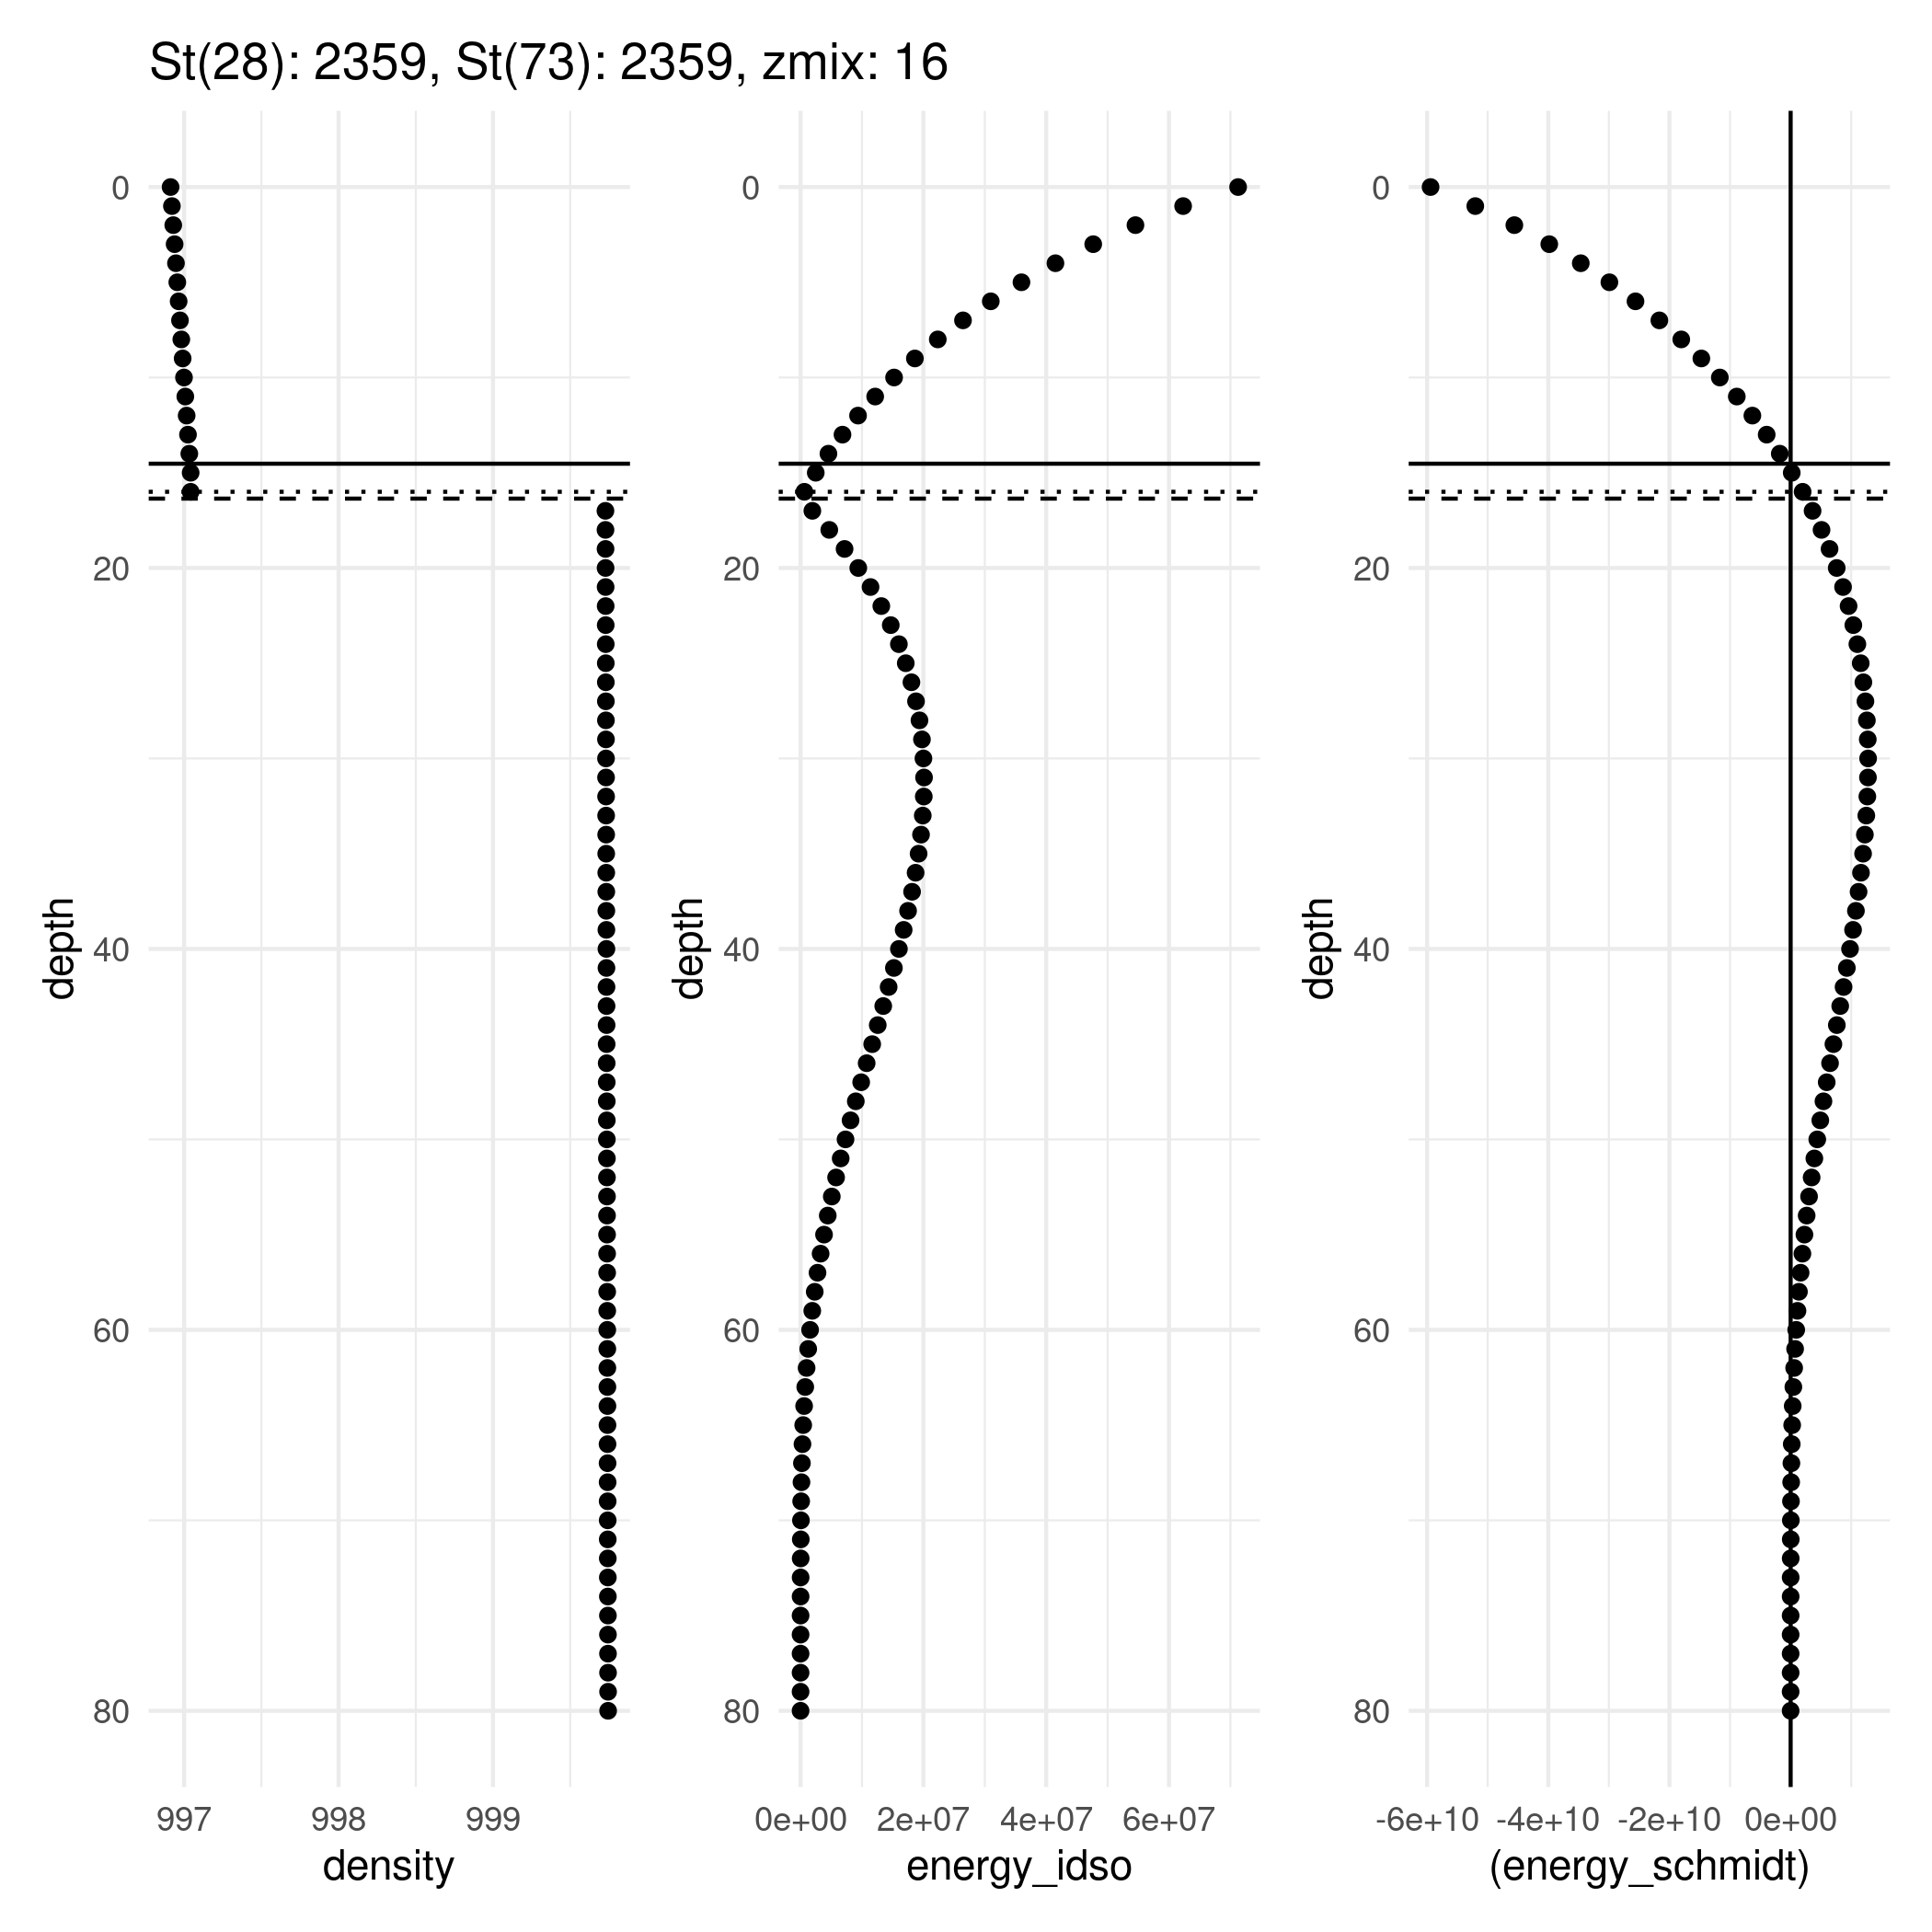 St(28): 2359, St(73): 2359, zmix: 16
depth
0
20
40
60
80
997 998 999
density
depth
0
20
40
60
80
0e+00 2e+07 4e+07 6e+07
energy_idso
depth
0
20
40
60
80
-6e+10 -4e+10 -2e+10 0e+00
(energy_schmidt)